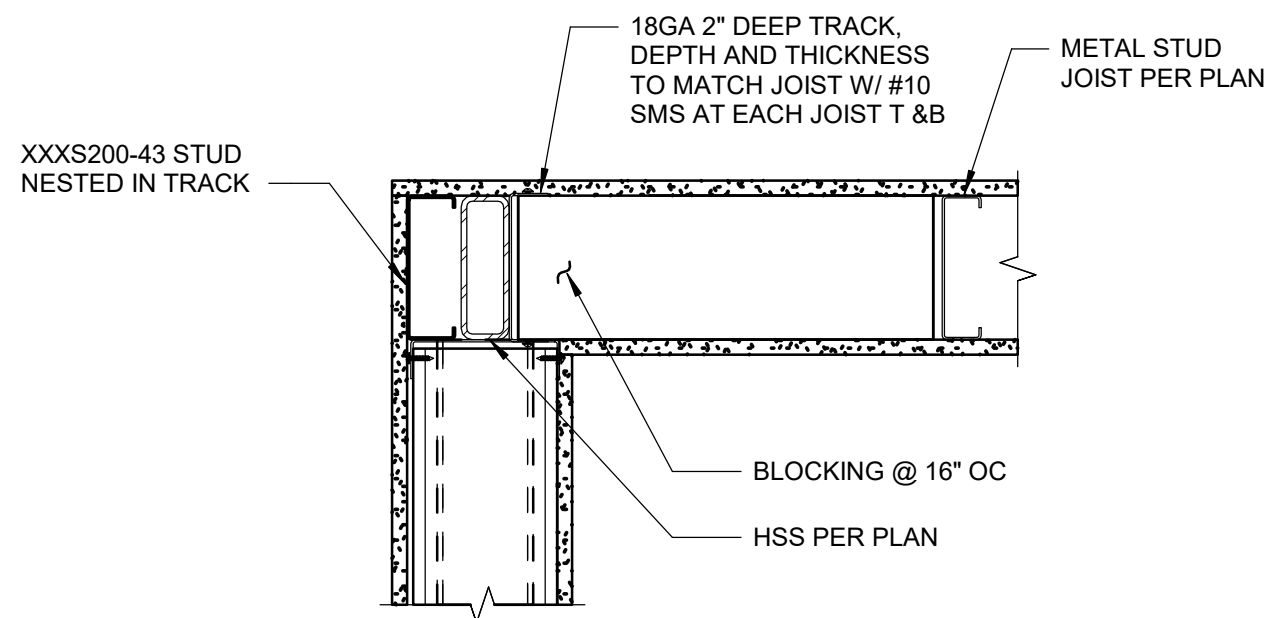 18GA 2" DEEP TRACK,
DEPTH AND THICKNESS
TO MATCH JOIST W/ #10
SMS AT EACH JOIST T &B
METAL STUD
JOIST PER PLAN
XXXS200-43 STUD
NESTED IN TRACK
BLOCKING @ 16" OC
HSS PER PLAN